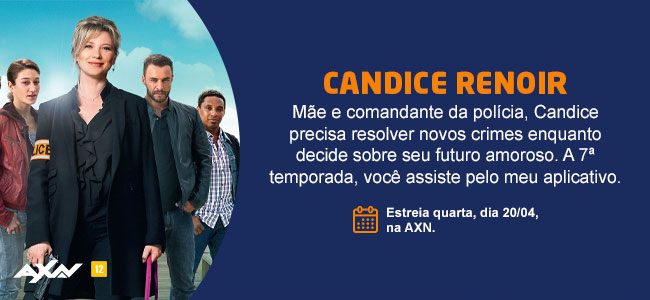 CANDICE RENOIR
Mãe e comandante da polícia, Candice
precisa resolver novos crimes enquanto
decide sobre seu futuro amoroso. A 7ª
temporada, você assiste pelo meu aplicativo.
Estreia quarta, dia 20/04,
na AXN.
LICE
AXN
12